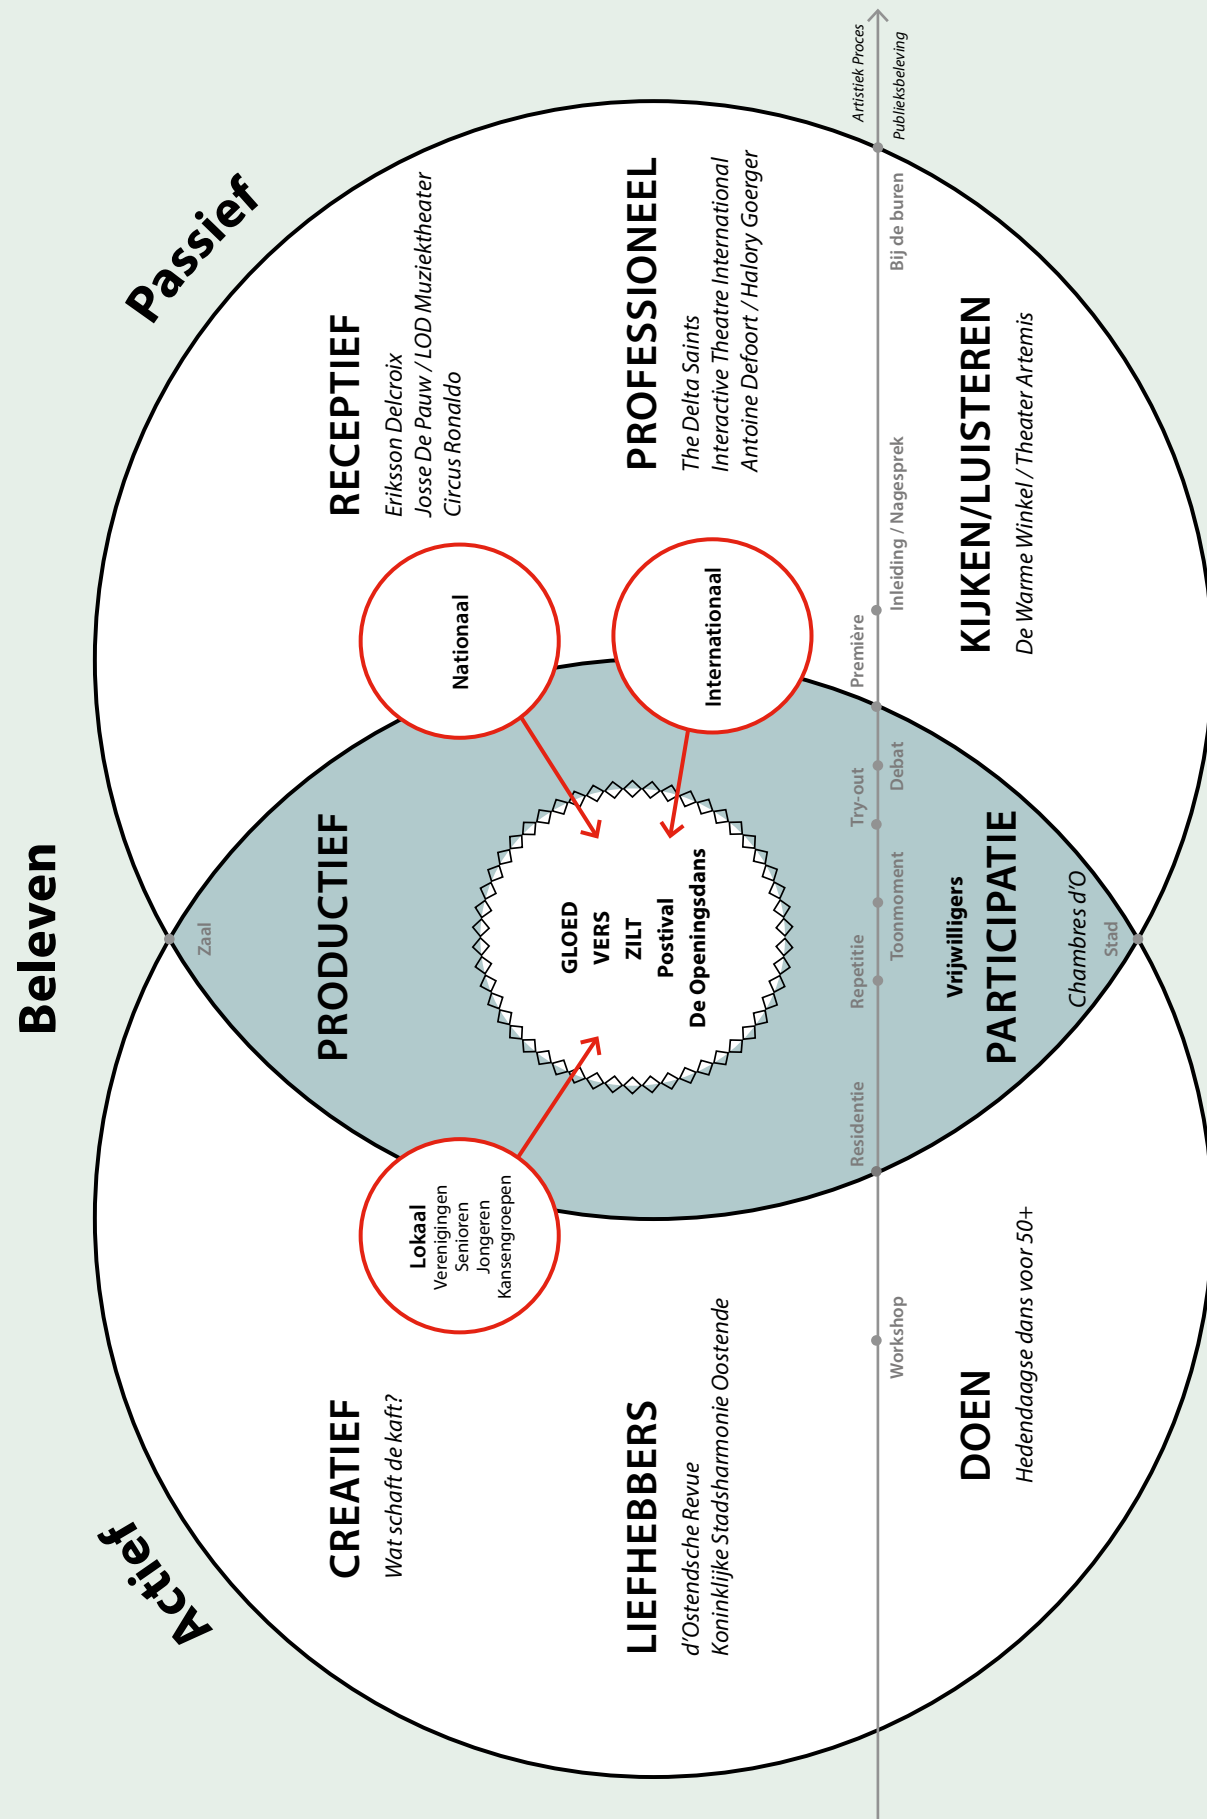 Beleven
Actief
Passief
Zaal
CREATIEF
Wat schaft de kaft?
Lokaal
Verenigingen
Senioren
Jongeren
Kansengroepen
PRODUCTIEF
Nationaal
RECEPTIEF
Eriksson Delcroix
Josse De Pauw / LOD Muziektheater
Circus Ronaldo
LIEFHEBBERS
d'Ostendsche Revue
Koninklijke Stadsharmonie Oostende
GLOED
VERS
ZILT
Postival
De Openingsdans
Internationaal
PROFESSIONEEL
The Delta Saints
Interactive Theatre International
Antoine Defoort / Halory Goerger
Residentie
Repetitie
Try-out
Première
Artistiek Proces
Workshop
Toonmoment
Debat
Inleiding / Nagesprek
Bij de buren
Publieksbeleving
DOEN
Hedendaagse dans voor 50+
Vrijwilligers
PARTICIPATIE
Chambres d'O
Stad
KIJKEN/LUISTEREN
De Warme Winkel / Theater Artemis